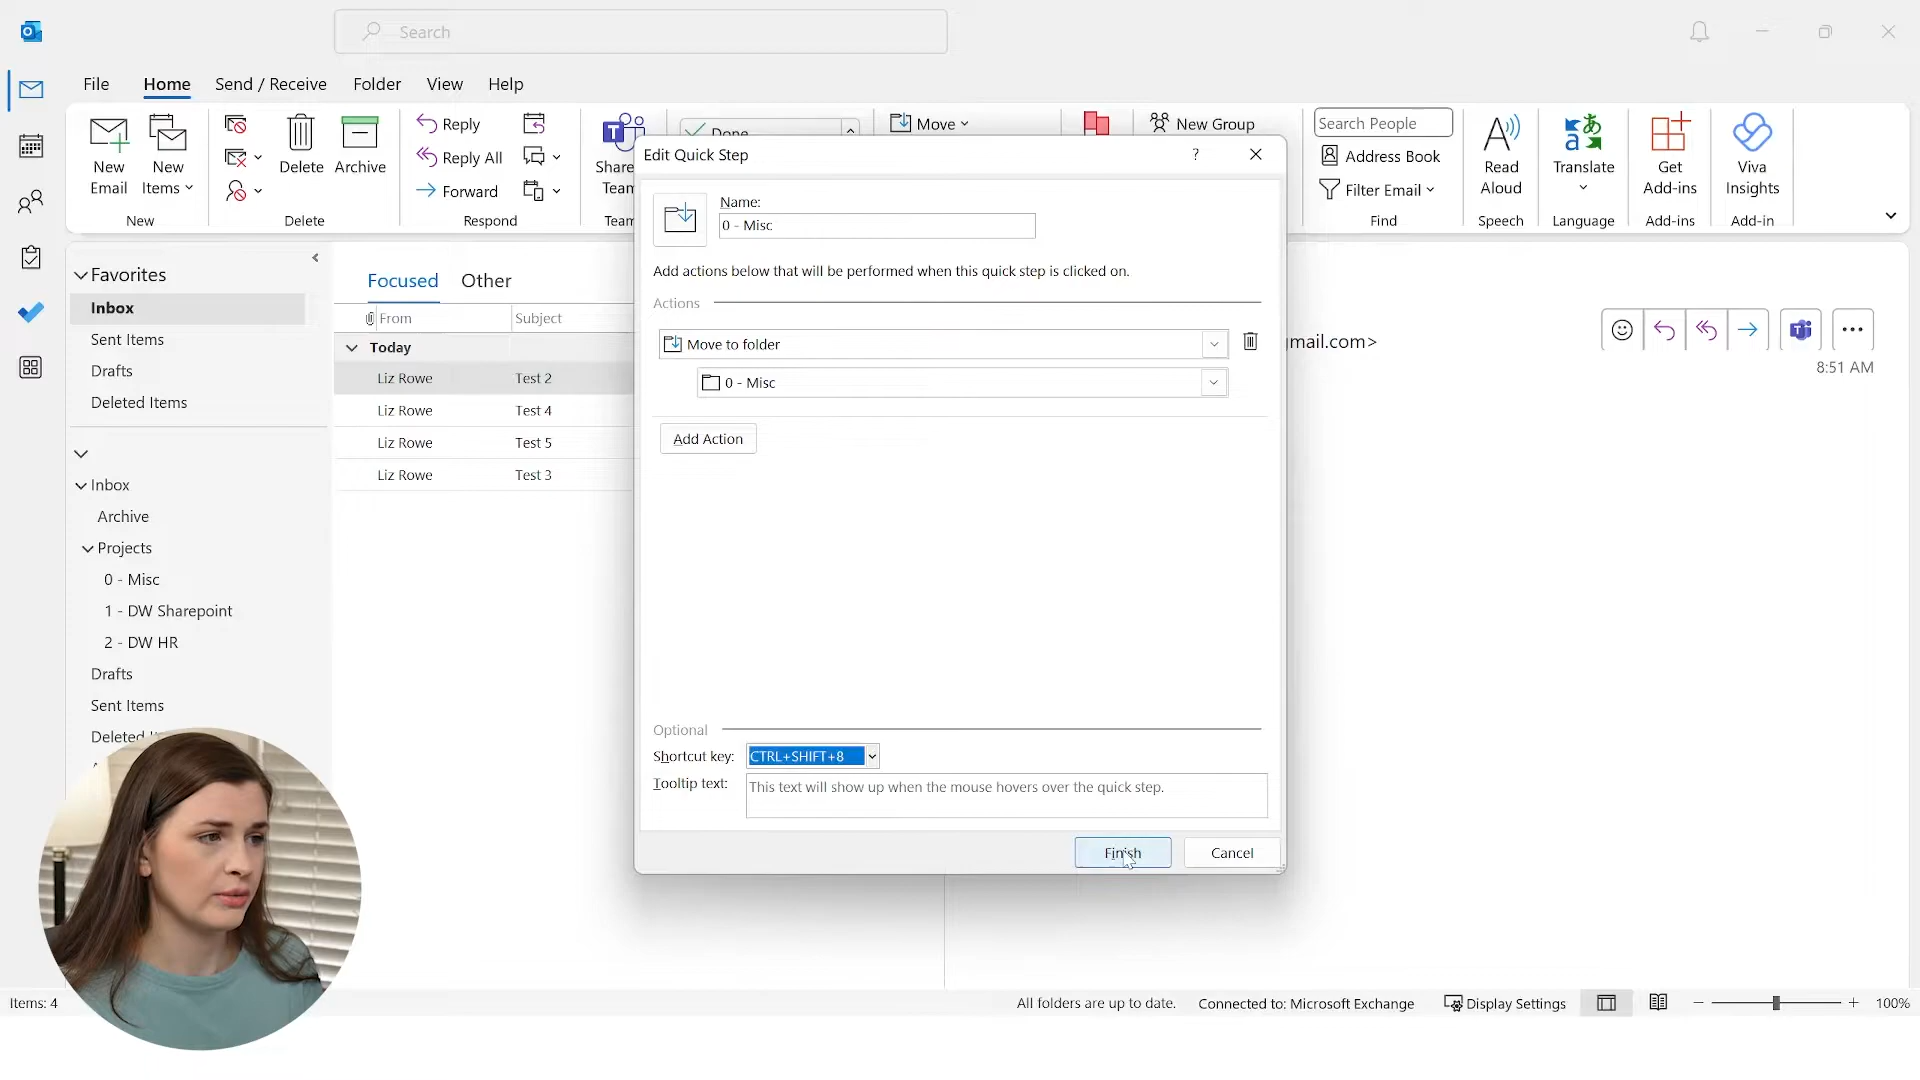 Search
File
Home
Send / Receive
Folder
View
Help
New
Email
New
Items
New
Delete
Archive
Delete
Reply
Reply All
Forward
Respond
Share
Team
Team
Done
Move
New Group
Search People
Address Book
Filter Email
Find
Read
Aloud
Speech
Translate
Language
Get
Add-ins
Add-ins
Viva
Insights
Add-in
Favorites
Inbox
Sent Items
Drafts
Deleted Items
Inbox
Archive
Projects
0 - Misc
1 - DW Sharepoint
2 - DW HR
Drafts
Sent Items
Deleted
Focused
Other
From
Subject
Today
Liz Rowe
Test 2
Liz Rowe
Test 4
Liz Rowe
Test 5
Liz Rowe
Test 3
Edit Quick Step
?
Name:
0 - Misc
Add actions below that will be performed when this quick step is clicked on.
Actions
Move to folder
0 - Misc
Add Action
Optional
Shortcut key:
CTRL+SHIFT+8
Tooltip text:
This text will show up when the mouse hovers over the quick step.
Finish
Cancel
mail.com>
8:51 AM
Items: 4
All folders are up to date.
Connected to: Microsoft Exchange
Display Settings
100%